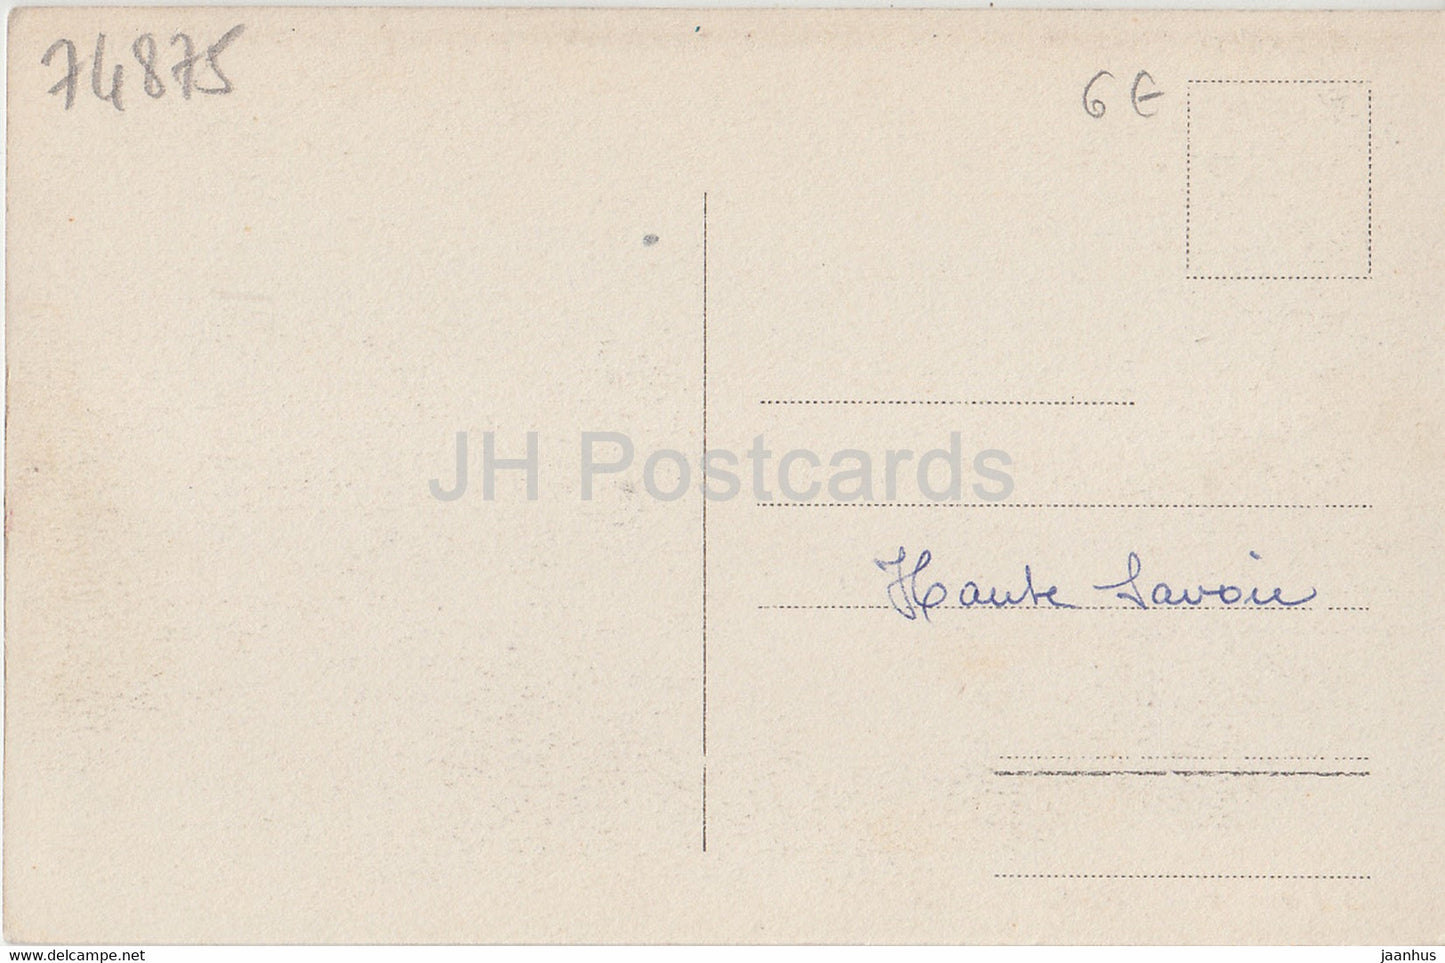 74875
6 €
JH Postcards
Haute Savoie
www.delcampe.net
jaanhus